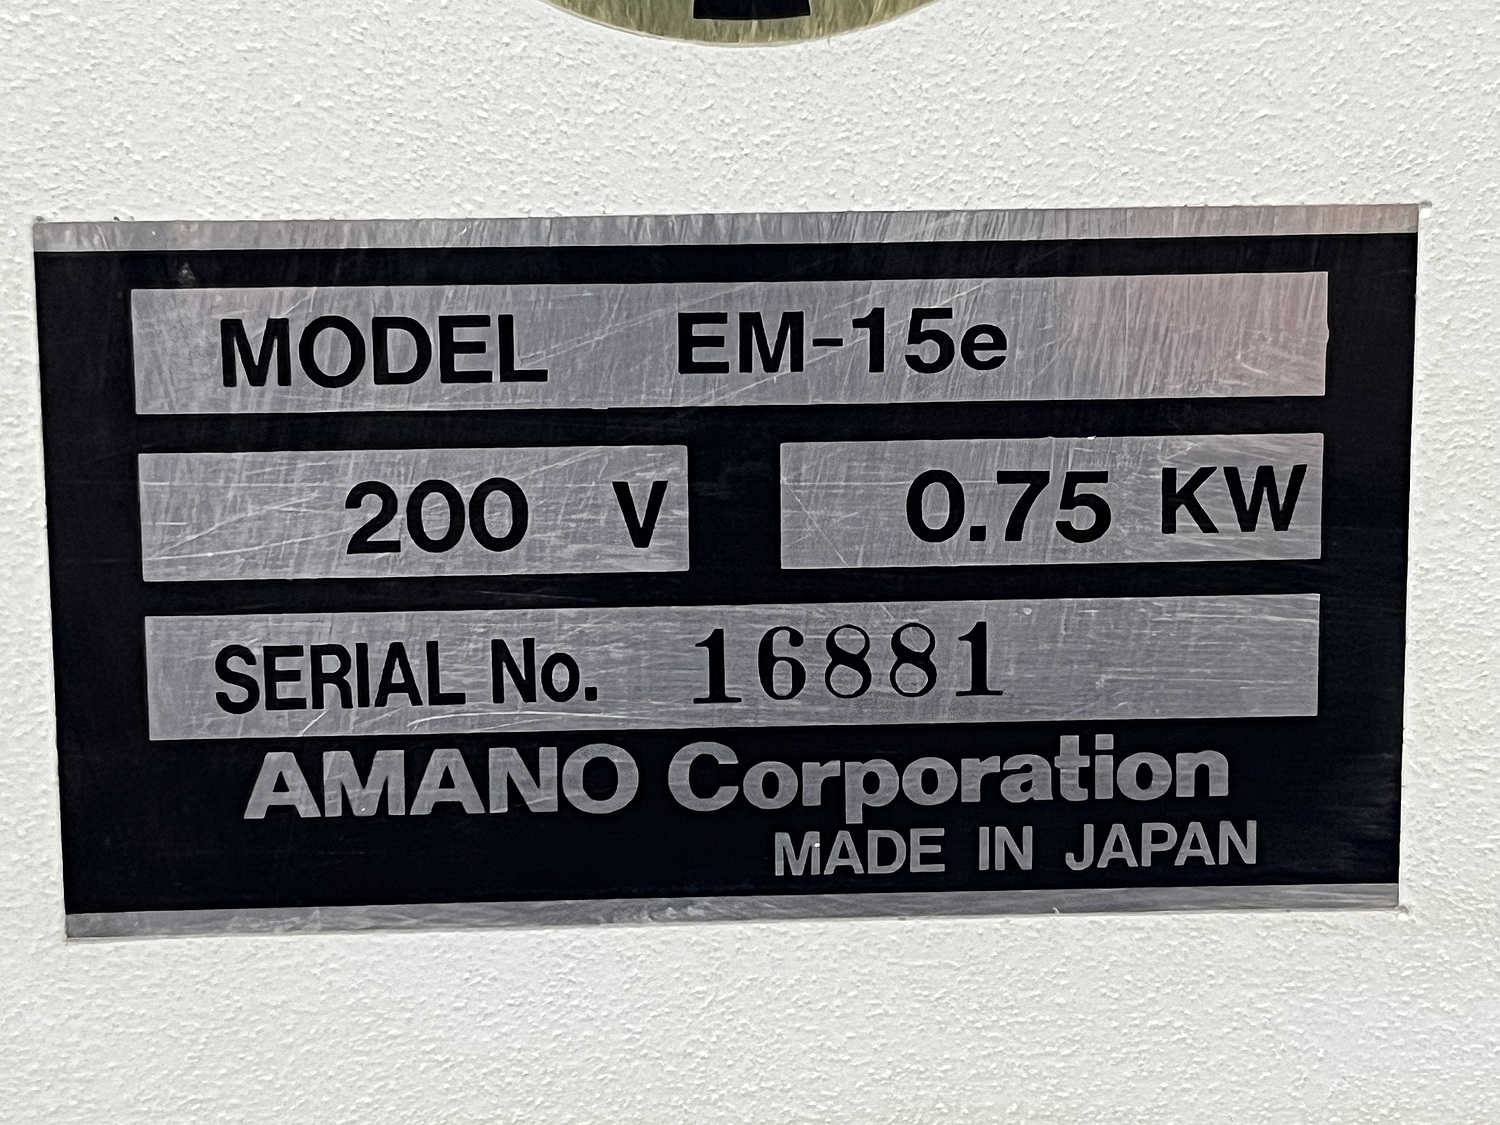 MODEL EM-15e
200 V 0.75 KW
SERIAL No. 16881
AMANO Corporation
MADE IN JAPAN